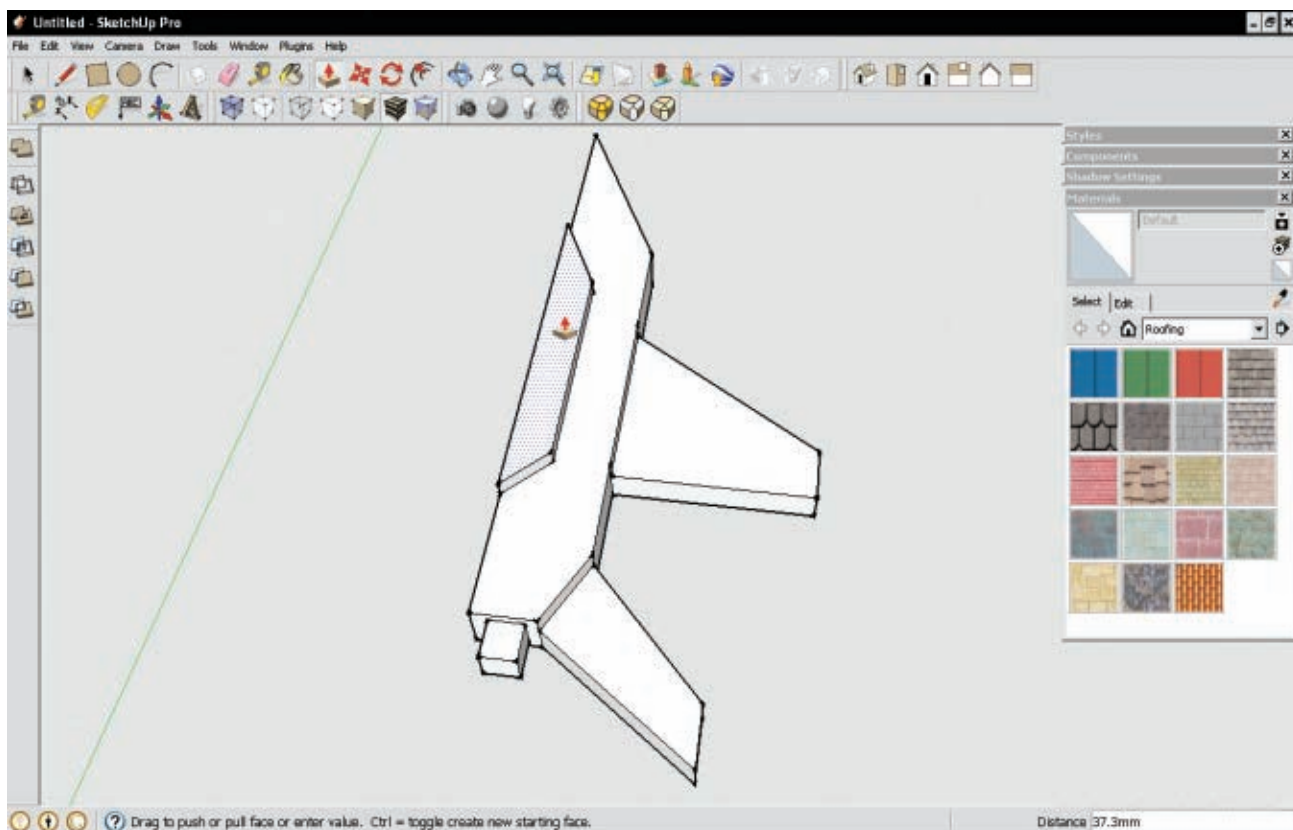 Untitled - SketchUp Pro
File Edit View Camera Draw Tools Window Plugins Help
Styles
Components
Shadow Settings
Materials
Default
Select Edit
Roofing
Drag to push or pull face or enter value. Ctrl = toggle create new starting face.
Distance 37.3mm